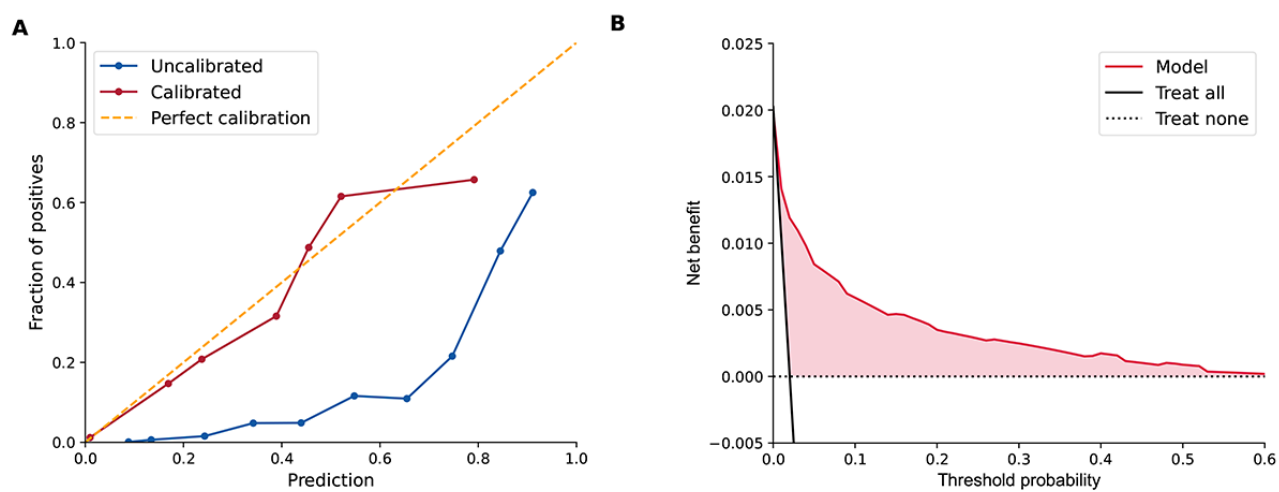 A
1.0
0.8
0.6
0.4
0.2
0.0
Fraction of positives
Uncalibrated
Calibrated
Perfect calibration
0.0 0.2 0.4 0.6 0.8 1.0
Prediction
B
0.025
0.020
0.015
0.010
0.005
0.000
−0.005
Net benefit
Model
Treat all
Treat none
0.0 0.1 0.2 0.3 0.4 0.5 0.6
Threshold probability